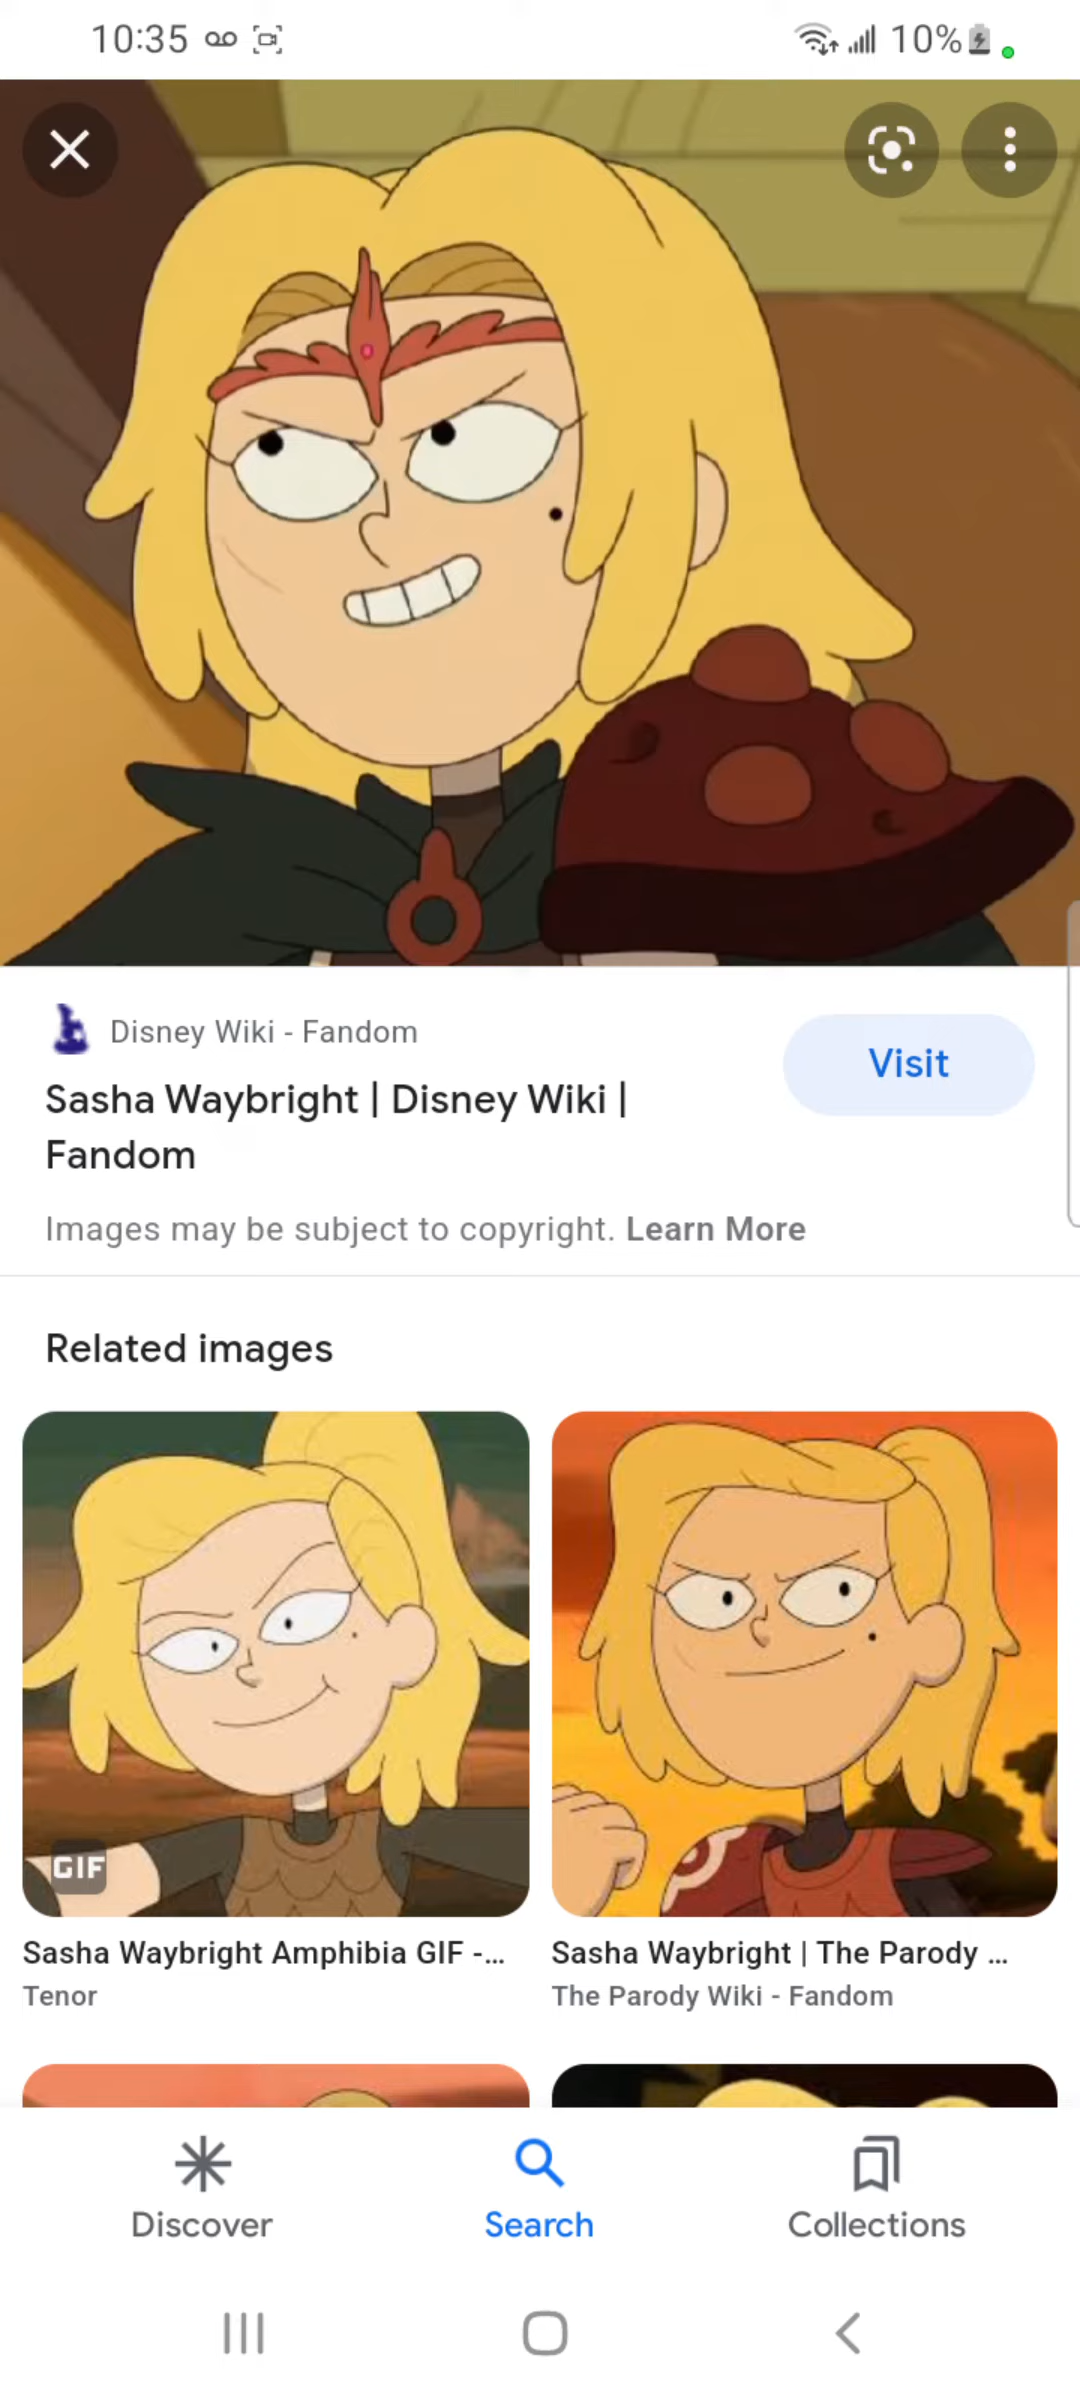 10:35
10%
Disney Wiki - Fandom
Visit
Sasha Waybright | Disney Wiki |
Fandom
Images may be subject to copyright. Learn More
Related images
GIF
Sasha Waybright Amphibia GIF -...
Tenor
Sasha Waybright | The Parody ...
The Parody Wiki - Fandom
Discover
Search
Collections